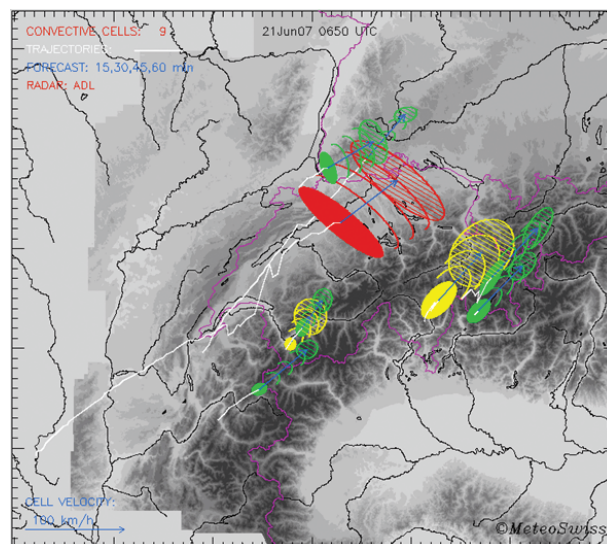 CONVECTIVE CELLS: 9
21Jun07 0650 UTC
TRAJECTORIES:
FORECAST: 15,30,45,60 min
RADAR: ADL
CELL VELOCITY:
100 km/h
©MeteoSwiss